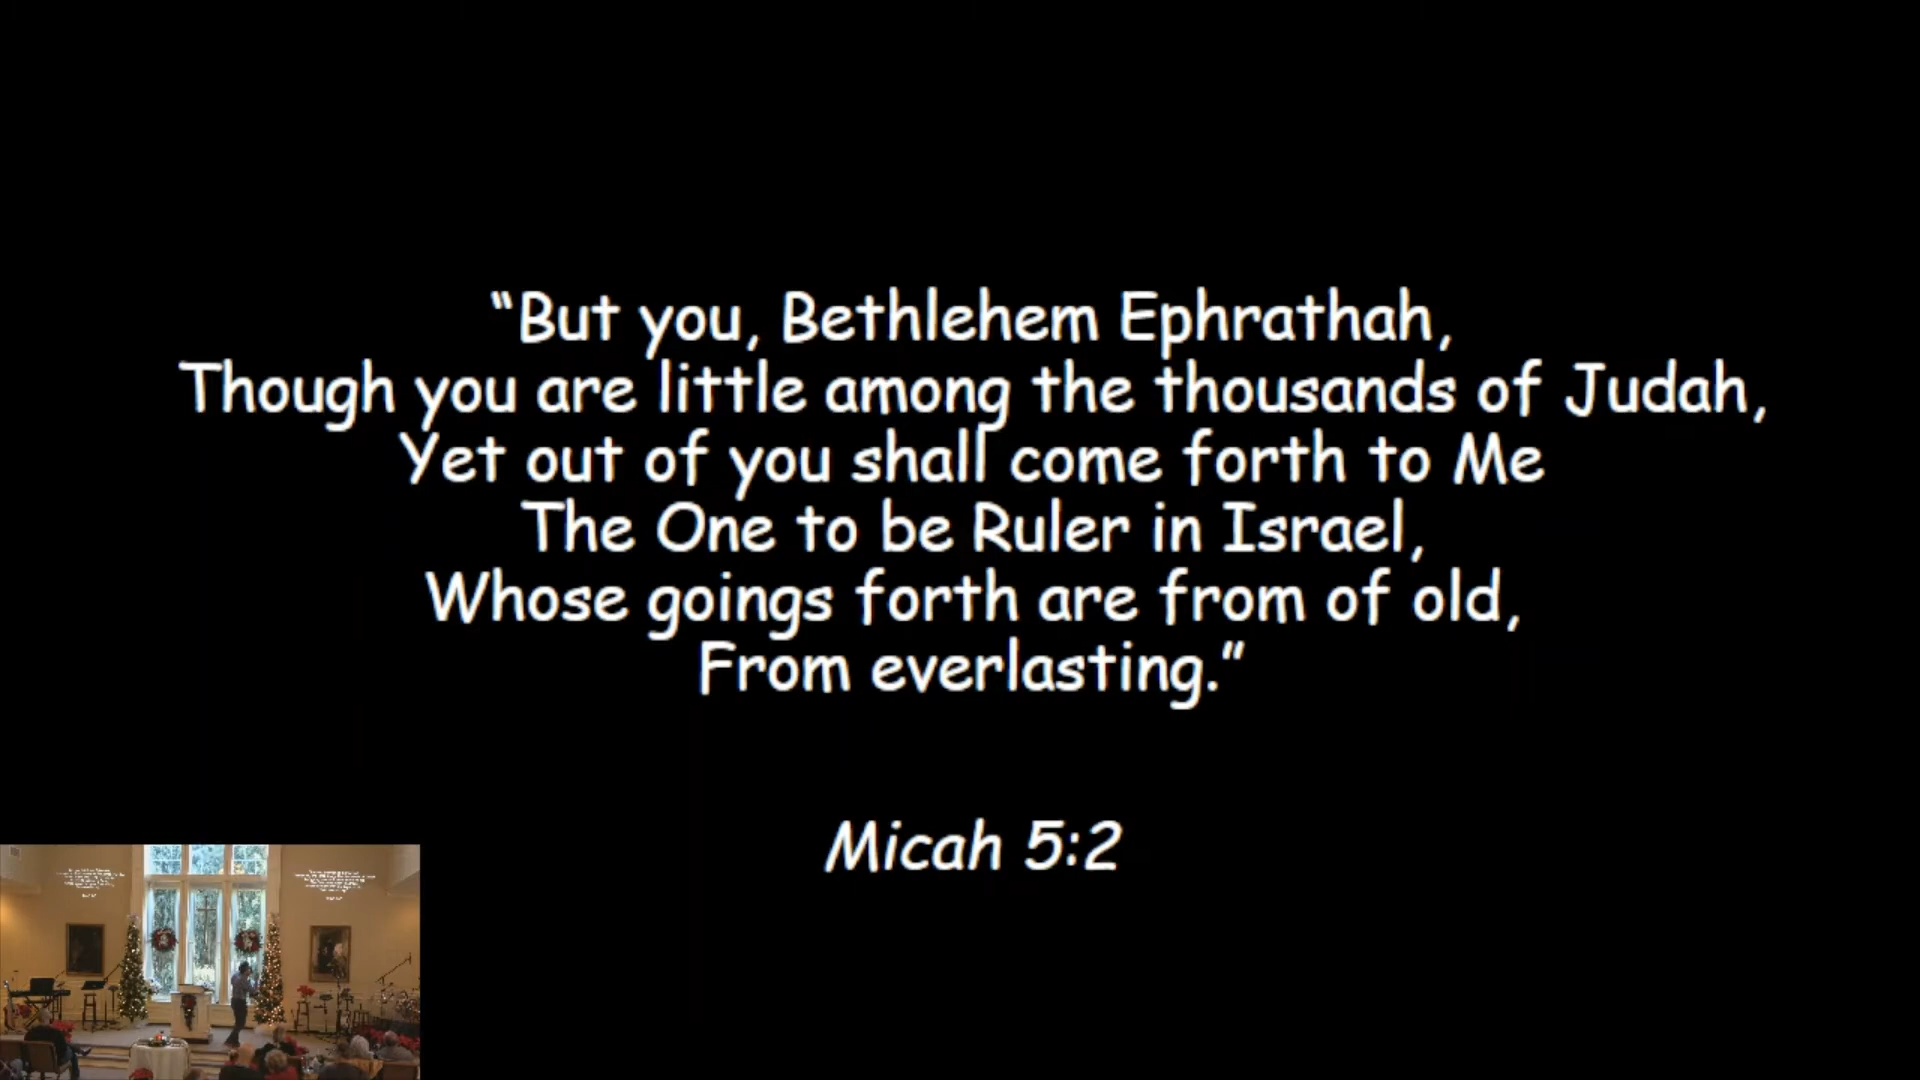 “But you, Bethlehem Ephrathah,
Though you are little among the thousands of Judah,
Yet out of you shall come forth to Me
The One to be Ruler in Israel,
Whose goings forth are from of old,
From everlasting.”
Micah 5:2